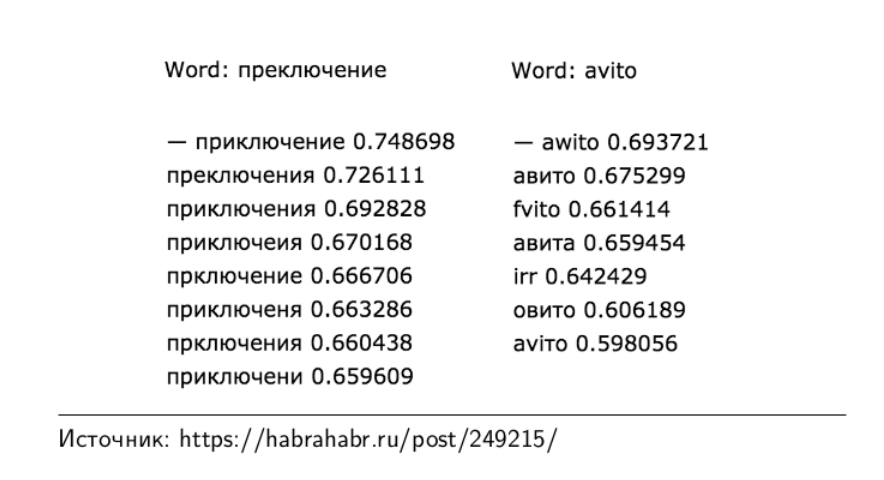 Word: преключение
— приключение 0.748698
преключения 0.726111
приключения 0.692828
приключеия 0.670168
прключение 0.666706
приключеня 0.663286
прключения 0.660438
приключени 0.659609
Word: avito
— awito 0.693721
авито 0.675299
fvito 0.661414
авита 0.659454
irr 0.642429
овито 0.606189
avito 0.598056
Источник: https://habrahabr.ru/post/249215/